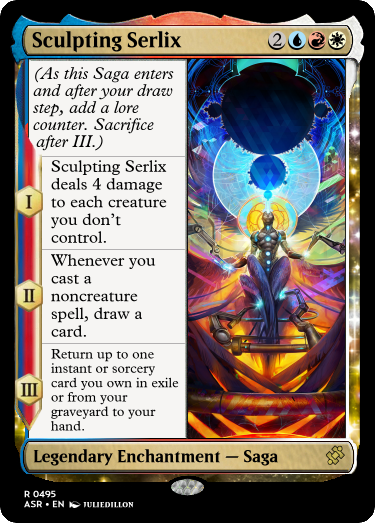 Sculpting Serlix 2
(As this Saga enters
and after your draw
step, add a lore
counter. Sacrifice
after III.)
I
Sculpting Serlix
deals 4 damage
to each creature
you don't
control.
II
Whenever you
cast a
noncreature
spell, draw a
card.
III
Return up to one
instant or sorcery
card you own in exile
or from your
graveyard to your
hand.
Legendary Enchantment — Saga
R 0495
ASR • EN JULIEDILLON